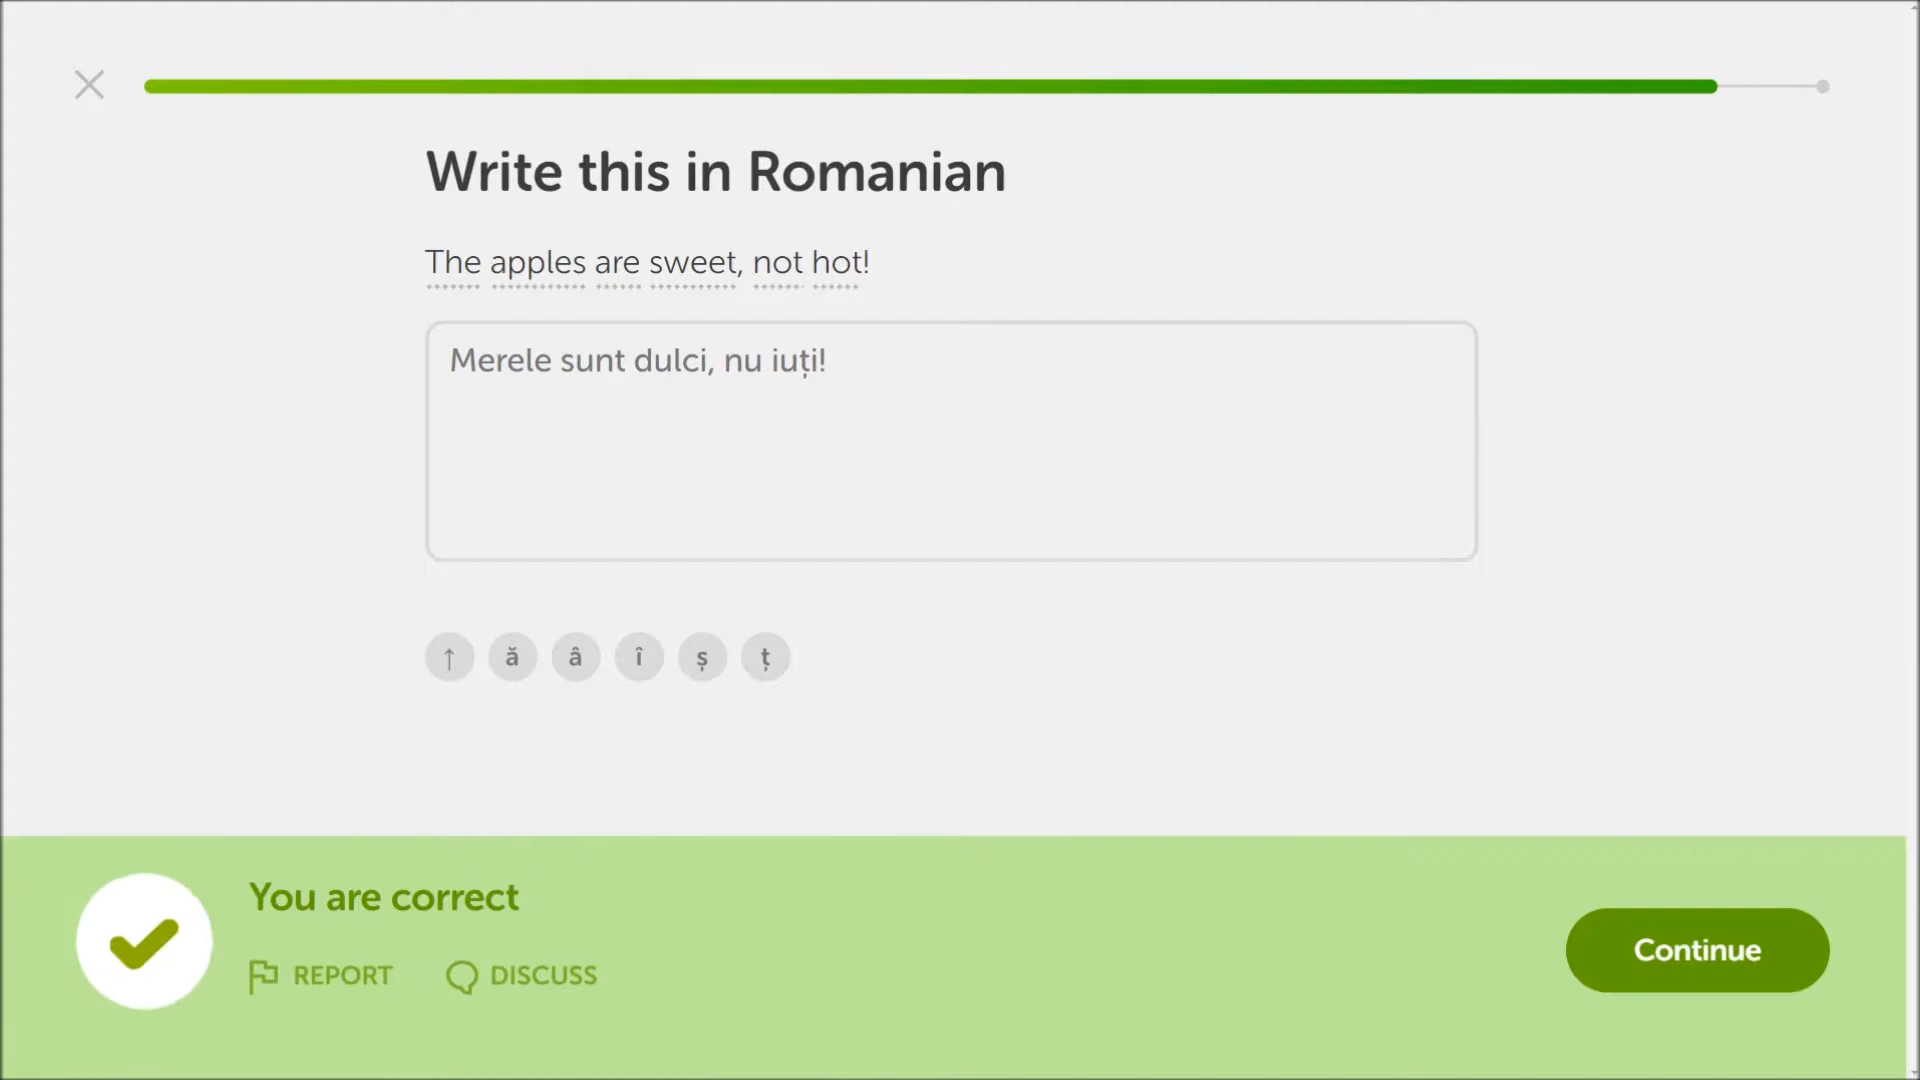 Write this in Romanian
The apples are sweet, not hot!
Merele sunt dulci, nu iuți!
↑ ă â î ș ț
You are correct
REPORT DISCUSS
Continue